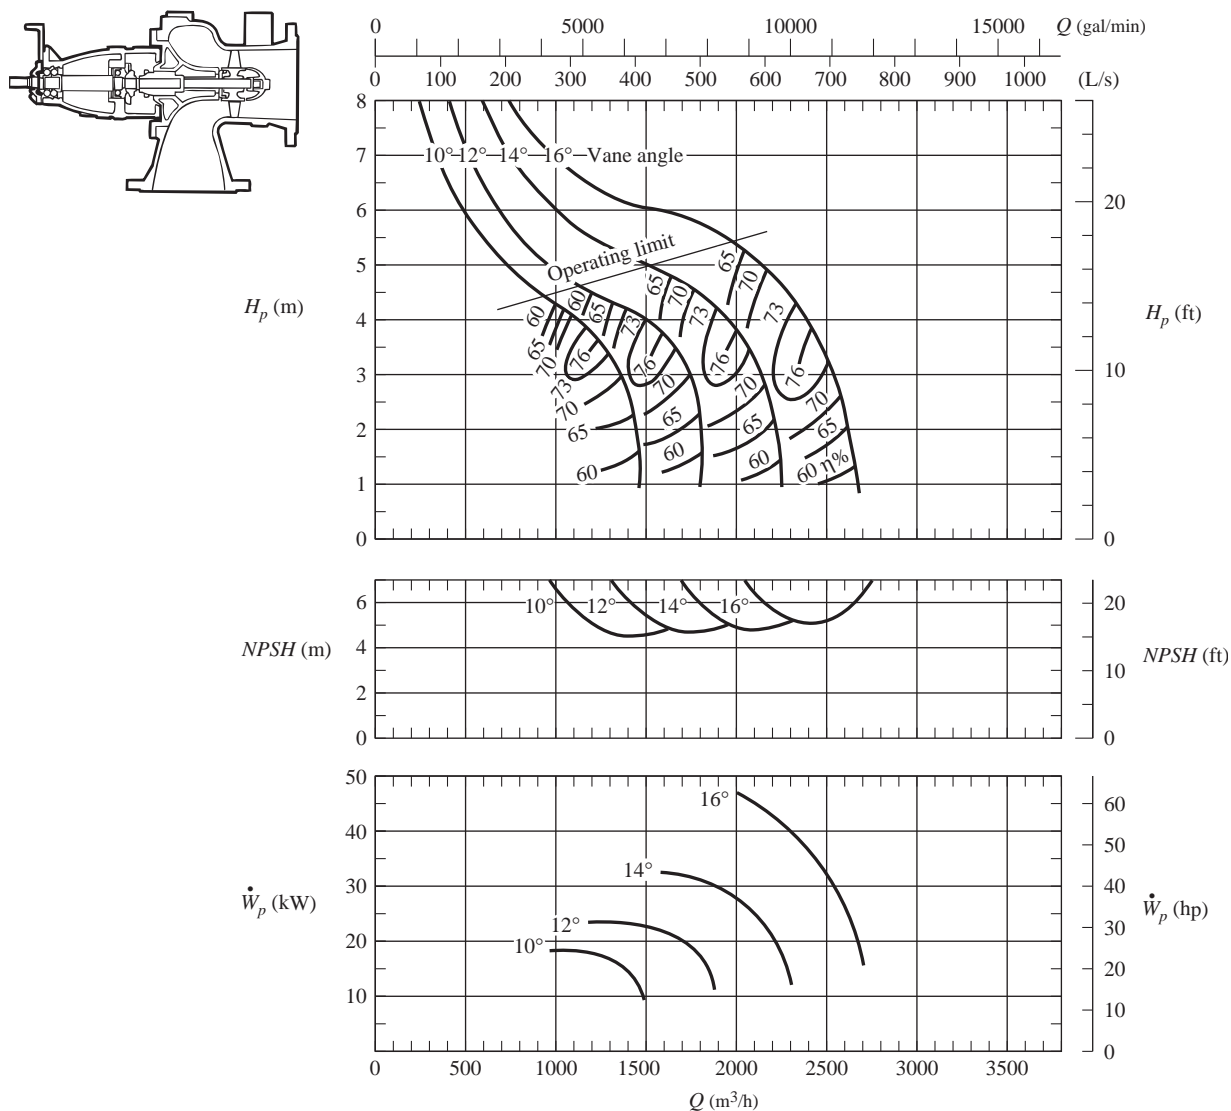 0 5000 10000 15000 Q (gal/min)
0 100 200 300 400 500 600 700 800 900 1000 (L/s)
8
7
6
5
4
3
2
1
0
H_p (m)
10° 12° 14° 16° Vane angle
Operating limit
60 60 65 65 70 65 70
65 73 73 73
70 76 76 76 76
73
70 70 70 70
65 65 65 65
60 60 60 60 η%
20
10
0
H_p (ft)
6
4
2
0
NPSH (m)
10° 12° 14° 16°
20
10
0
NPSH (ft)
50
40
30
20
10
Ẇ_p (kW)
16°
14°
12°
10°
60
50
40
30
20
10
0
Ẇ_p (hp)
0 500 1000 1500 2000 2500 3000 3500
Q (m³/h)